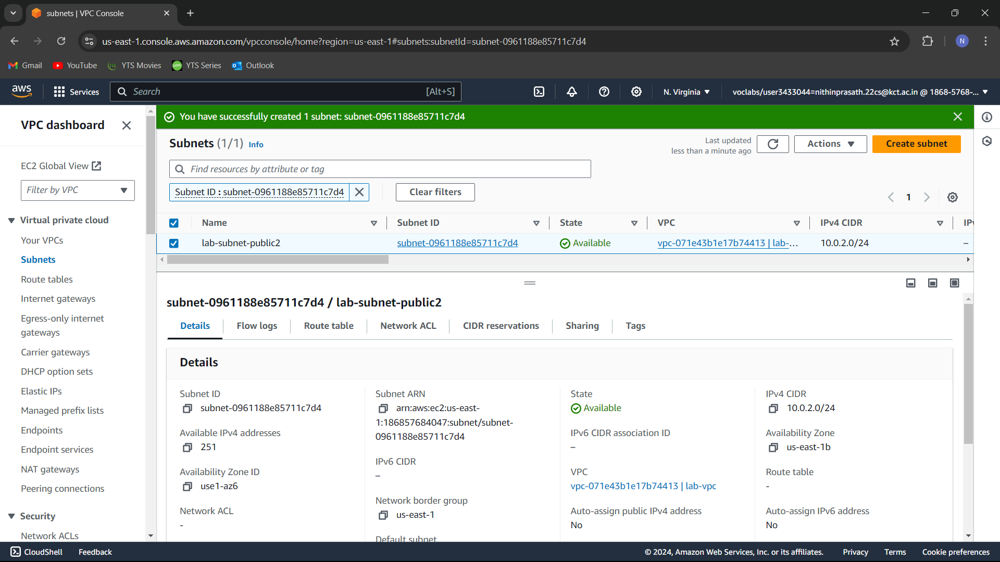 subnets | VPC Console
us-east-1.console.aws.amazon.com/vpcconsole/home?region=us-east-1#subnets:subnetId=subnet-0961188e85711c7d4
N
Gmail
YouTube
YTS Movies
YTS Series
Outlook
aws
Services
Search
[Alt+S]
N. Virginia
voclabs/user3433044=nithinprasath.22cs@kct.ac.in @ 1868-5768-...
VPC dashboard
EC2 Global View
Filter by VPC
Virtual private cloud
Your VPCs
Subnets
Route tables
Internet gateways
Egress-only internet
gateways
Carrier gateways
DHCP option sets
Elastic IPs
Managed prefix lists
Endpoints
Endpoint services
NAT gateways
Peering connections
Security
Network ACLs
You have successfully created 1 subnet: subnet-0961188e85711c7d4
Subnets (1/1) Info
Last updated
less than a minute ago
Actions
Create subnet
Find resources by attribute or tag
Subnet ID : subnet-0961188e85711c7d4
Clear filters
1
Name
Subnet ID
State
VPC
IPv4 CIDR
lab-subnet-public2
subnet-0961188e85711c7d4
Available
vpc-071e43b1e17b74413 | lab-...
10.0.2.0/24
–
subnet-0961188e85711c7d4 / lab-subnet-public2
Details
Flow logs
Route table
Network ACL
CIDR reservations
Sharing
Tags
Details
Subnet ID
subnet-0961188e85711c7d4
Available IPv4 addresses
251
Availability Zone ID
use1-az6
Network ACL
-
Subnet ARN
arn:aws:ec2:us-east-
1:186857684047:subnet/subnet-
0961188e85711c7d4
IPv6 CIDR
–
Network border group
us-east-1
Default subnet
State
Available
IPv6 CIDR association ID
–
VPC
vpc-071e43b1e17b74413 | lab-vpc
Auto-assign public IPv4 address
No
IPv4 CIDR
10.0.2.0/24
Availability Zone
us-east-1b
Route table
-
Auto-assign IPv6 address
No
CloudShell
Feedback
© 2024, Amazon Web Services, Inc. or its affiliates.
Privacy
Terms
Cookie preferences